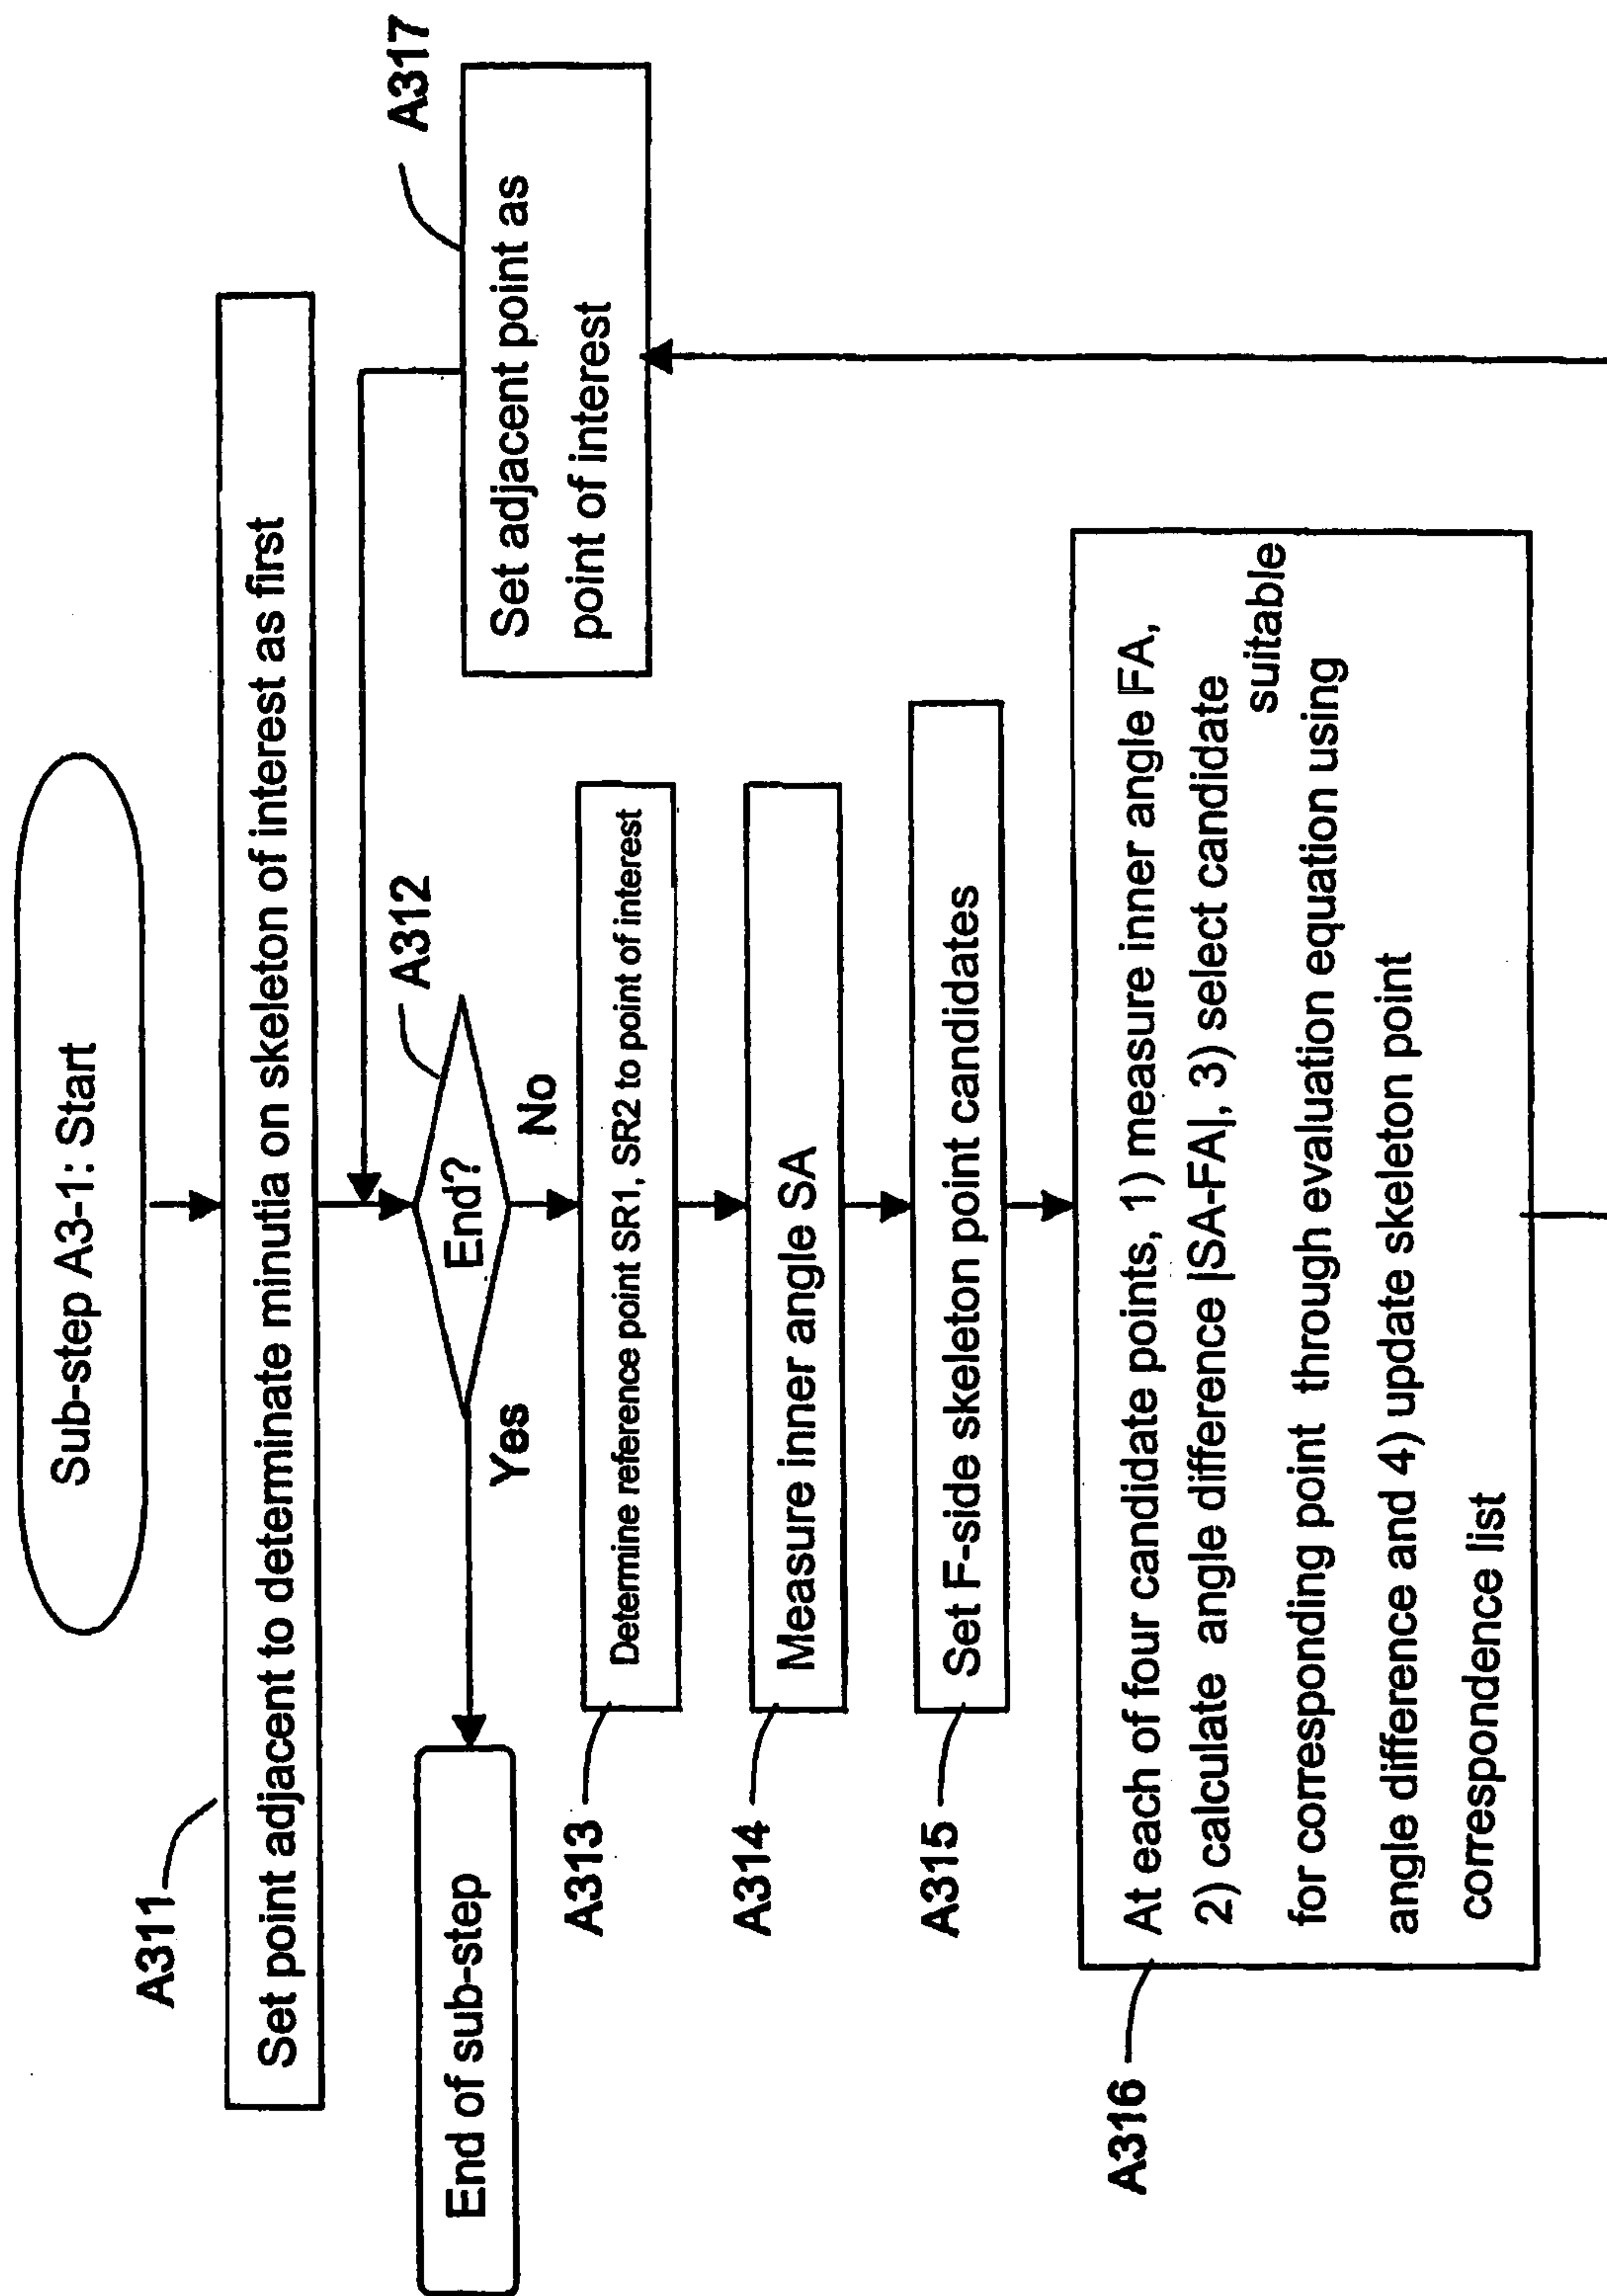 Sub-step A3-1: Start
A311
Set point adjacent to determinate minutia on skeleton of interest as first
A312
End?
Yes
No
End of sub-step
A317
Set adjacent point as
point of interest
A313
Determine reference point SR1, SR2 to point of interest
A314
Measure inner angle SA
A315
Set F-side skeleton point candidates
A316
At each of four candidate points, 1) measure inner angle FA,
2) calculate angle difference |SA-FA|, 3) select candidate
suitable
for corresponding point through evaluation equation using
angle difference and 4) update skeleton point
correspondence list